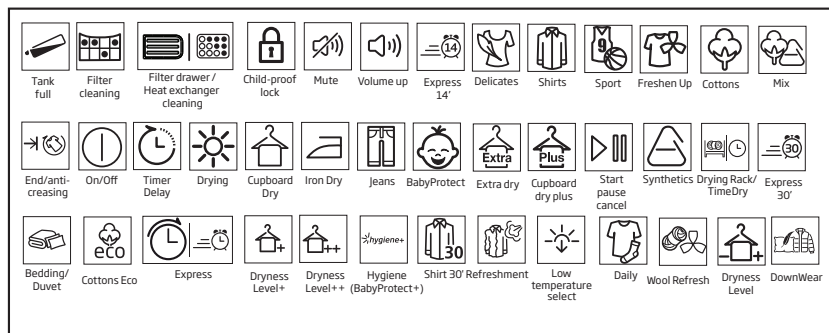 14
9
Tank full
Filter cleaning
Filter drawer / Heat exchanger cleaning
Child-proof lock
Mute
Volume up
Express 14'
Delicates
Shirts
Sport
Freshen Up
Cottons
Mix
Extra
Plus
30
End/anti-creasing
On/Off
Timer Delay
Drying
Cupboard Dry
Iron Dry
Jeans
BabyProtect
Extra dry
Cupboard dry plus
Start pause cancel
Synthetics
Drying Rack/ TimeDry
Express 30'
eco
+
++
hygiene+
30
- +
Bedding/ Duvet
Cottons Eco
Express
Dryness Level+
Dryness Level++
Hygiene (BabyProtect+)
Shirt 30'
Refreshment
Low temperature select
Daily
Wool Refresh
Dryness Level
DownWear